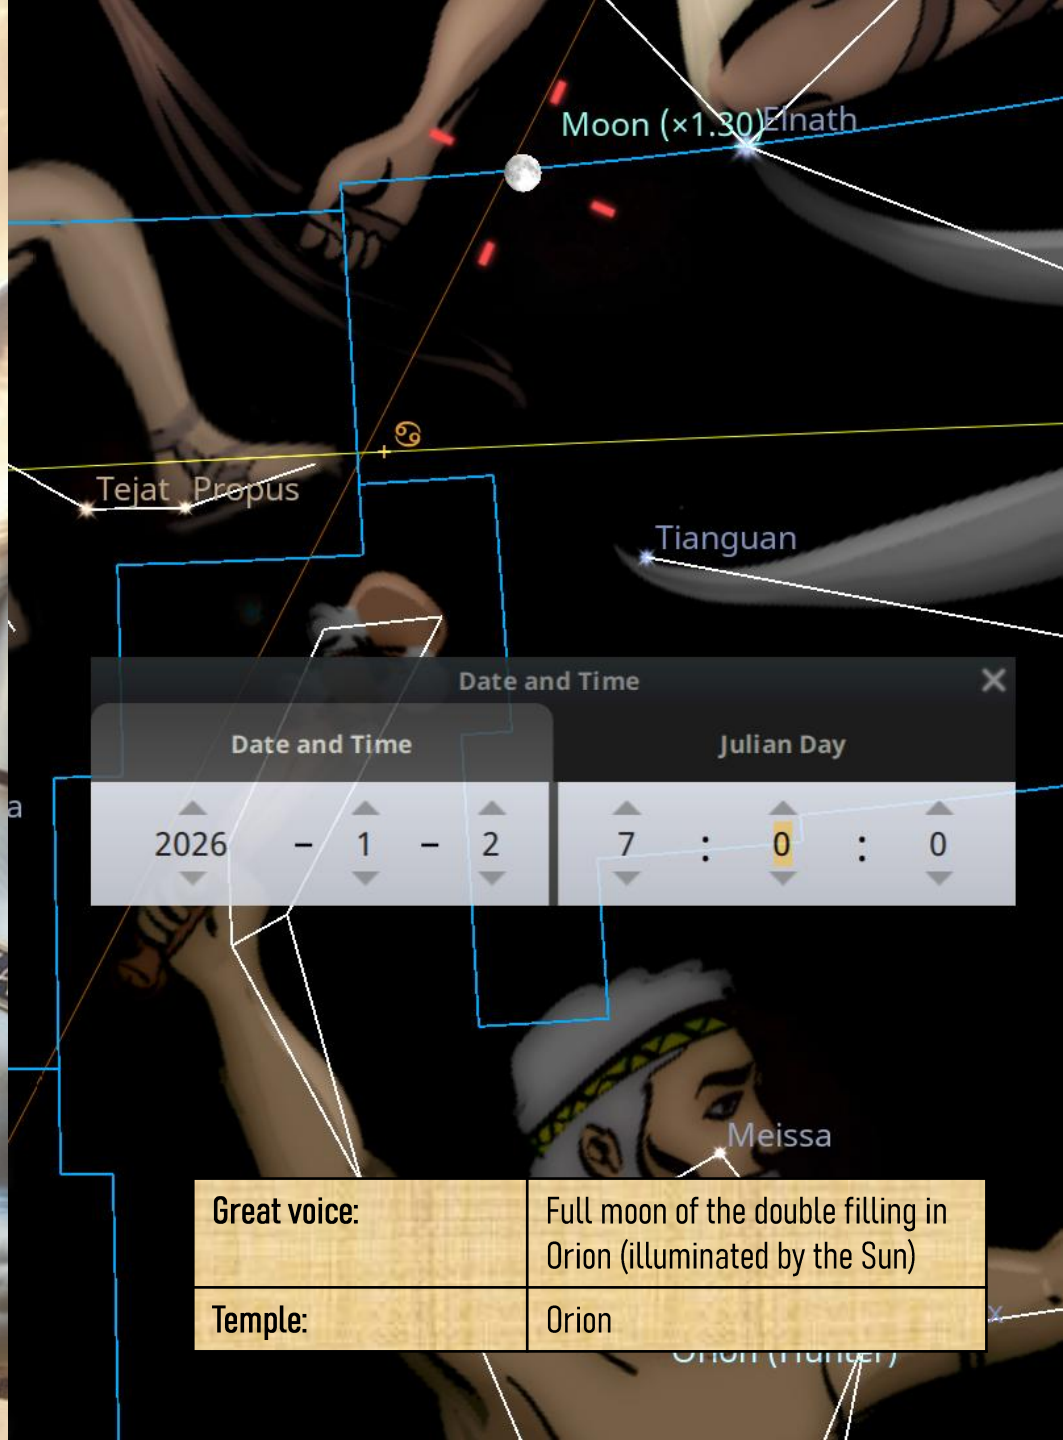 Moon (×1.30) Elnath
♋
Tejat Propus
Tianguan
Date and Time
Date and Time
Julian Day
a
2026 - 1 - 2 7 : 0 : 0
Meissa
Great voice:
Full moon of the double filling in
Orion (illuminated by the Sun)
Temple:
Orion
x
Orion (Hunter)